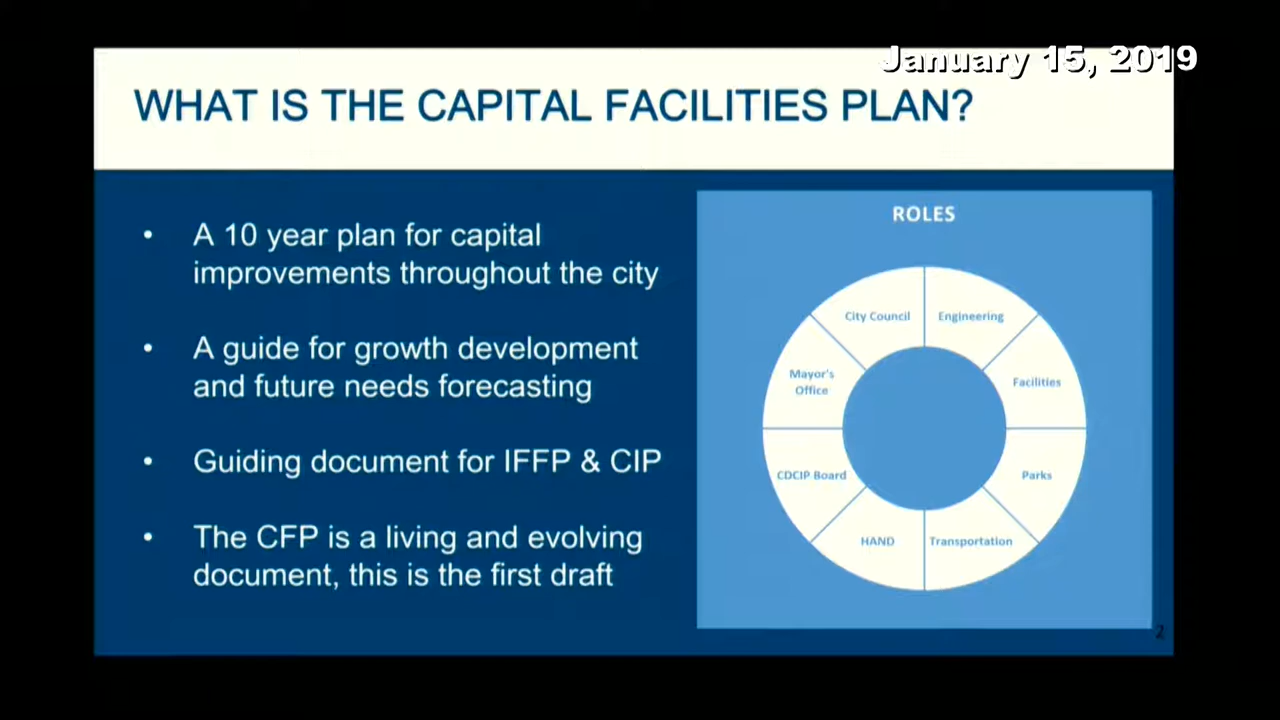 January 15, 2019
WHAT IS THE CAPITAL FACILITIES PLAN?
• A 10 year plan for capital
improvements throughout the city
• A guide for growth development
and future needs forecasting
• Guiding document for IFFP & CIP
• The CFP is a living and evolving
document, this is the first draft
ROLES
City Council
Engineering
Mayor's
Office
Facilities
CDCIP Board
Parks
HAND
Transportation
2